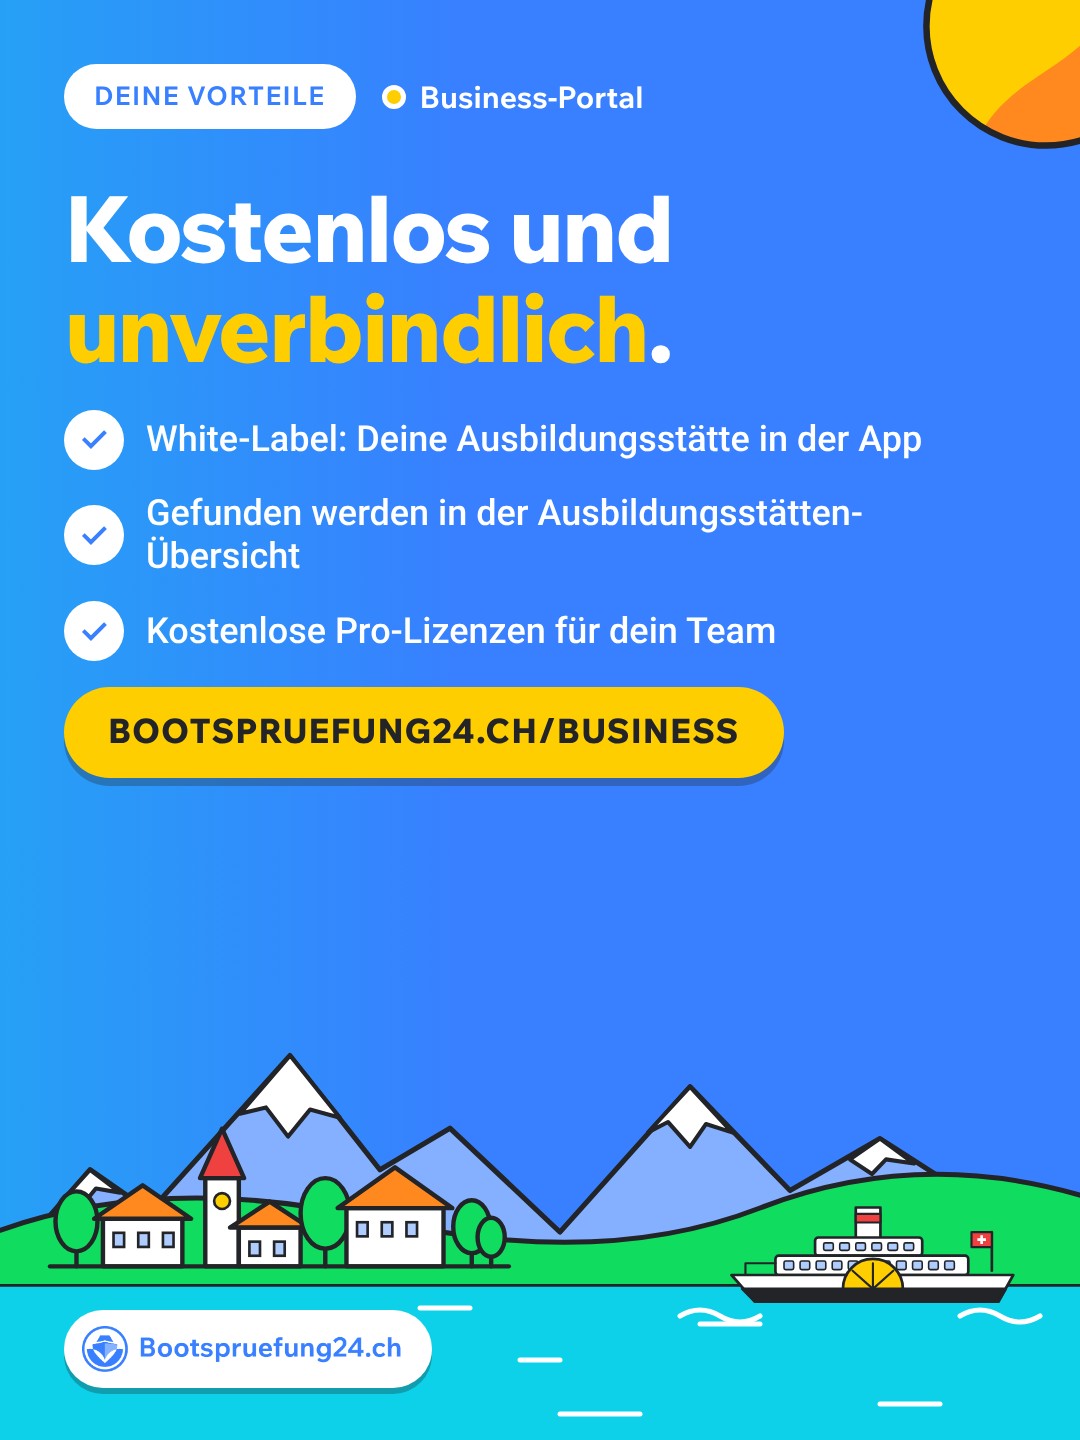 DEINE VORTEILE
Business-Portal
Kostenlos und
unverbindlich.
White-Label: Deine Ausbildungsstätte in der App
Gefunden werden in der Ausbildungsstätten-
Übersicht
Kostenlose Pro-Lizenzen für dein Team
BOOTSPRUEFUNG24.CH/BUSINESS
Bootspruefung24.ch